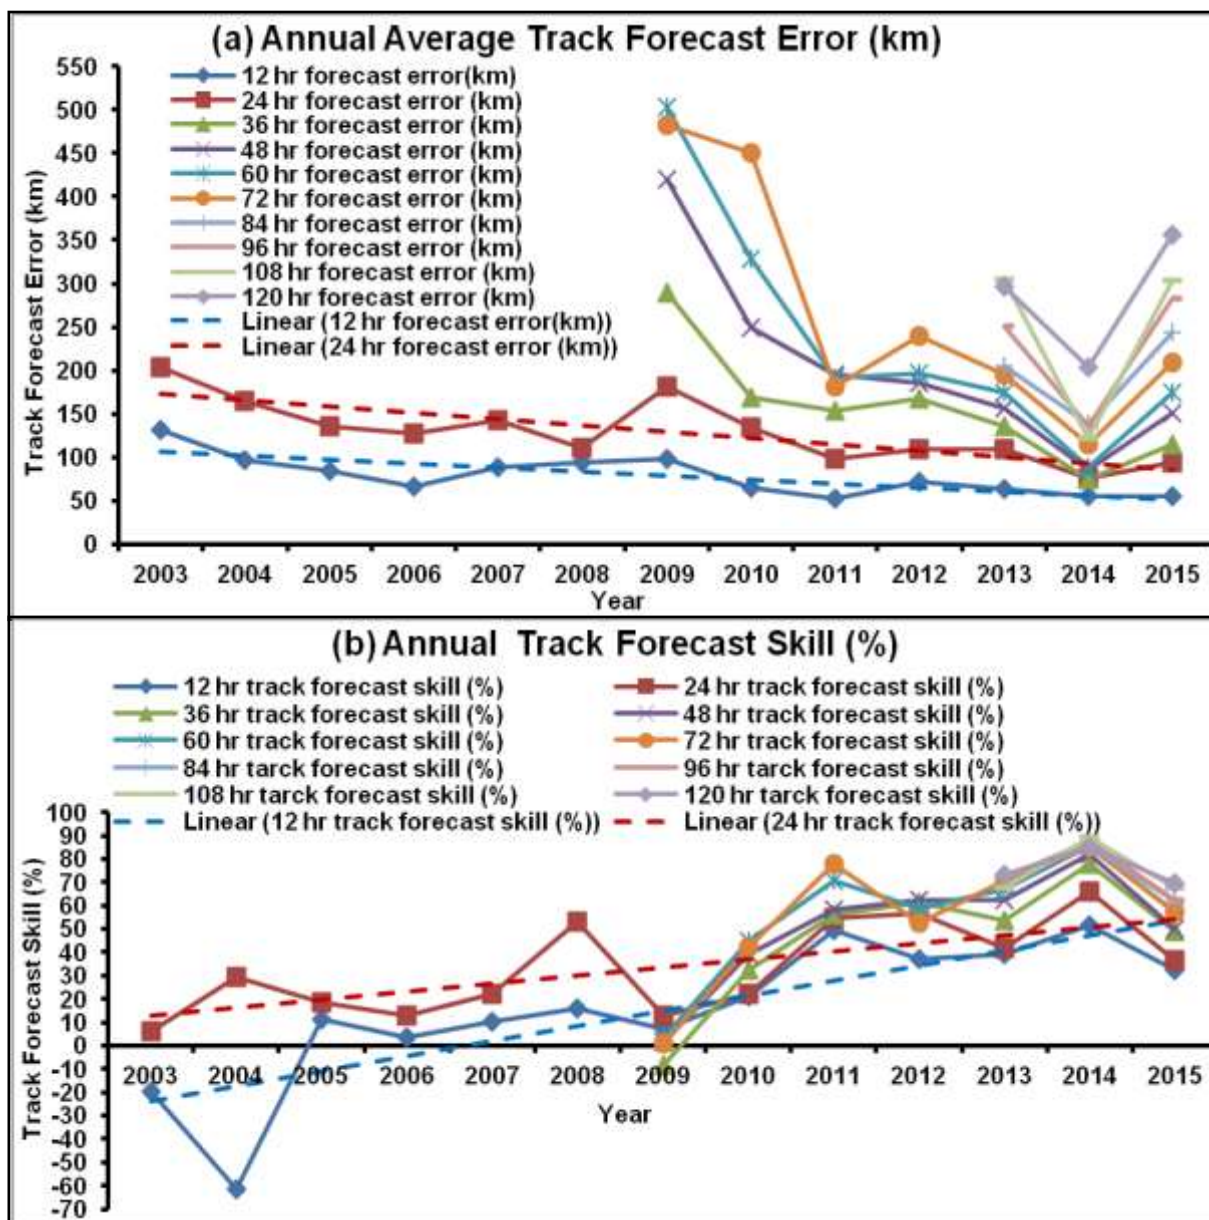 (a) Annual Average Track Forecast Error (km)
550
500
450
400
350
300
250
200
150
100
50
0
Track Forecast Error (km)
12 hr forecast error(km)
24 hr forecast error (km)
36 hr forecast error (km)
48 hr forecast error (km)
60 hr forecast error (km)
72 hr forecast error (km)
84 hr forecast error (km)
96 hr forecast error (km)
108 hr forecast error (km)
120 hr forecast error (km)
Linear (12 hr forecast error(km))
Linear (24 hr forecast error (km))
2003 2004 2005 2006 2007 2008 2009 2010 2011 2012 2013 2014 2015
Year
(b) Annual Track Forecast Skill (%)
12 hr track forecast skill (%) 24 hr track forecast skill (%)
36 hr track forecast skill (%) 48 hr track forecast skill (%)
60 hr track forecast skill (%) 72 hr track forecast skill (%)
84 hr tarck forecast skill (%) 96 hr tarck forecast skill (%)
108 hr tarck forecast skill (%) 120 hr tarck forecast skill (%)
Linear (12 hr track forecast skill (%)) Linear (24 hr track forecast skill (%))
100
90
80
70
60
50
40
30
20
10
0
-10
-20
-30
-40
-50
-60
-70
Track Forecast Skill (%)
2003 2004 2005 2006 2007 2008 2009 2010 2011 2012 2013 2014 2015
Year